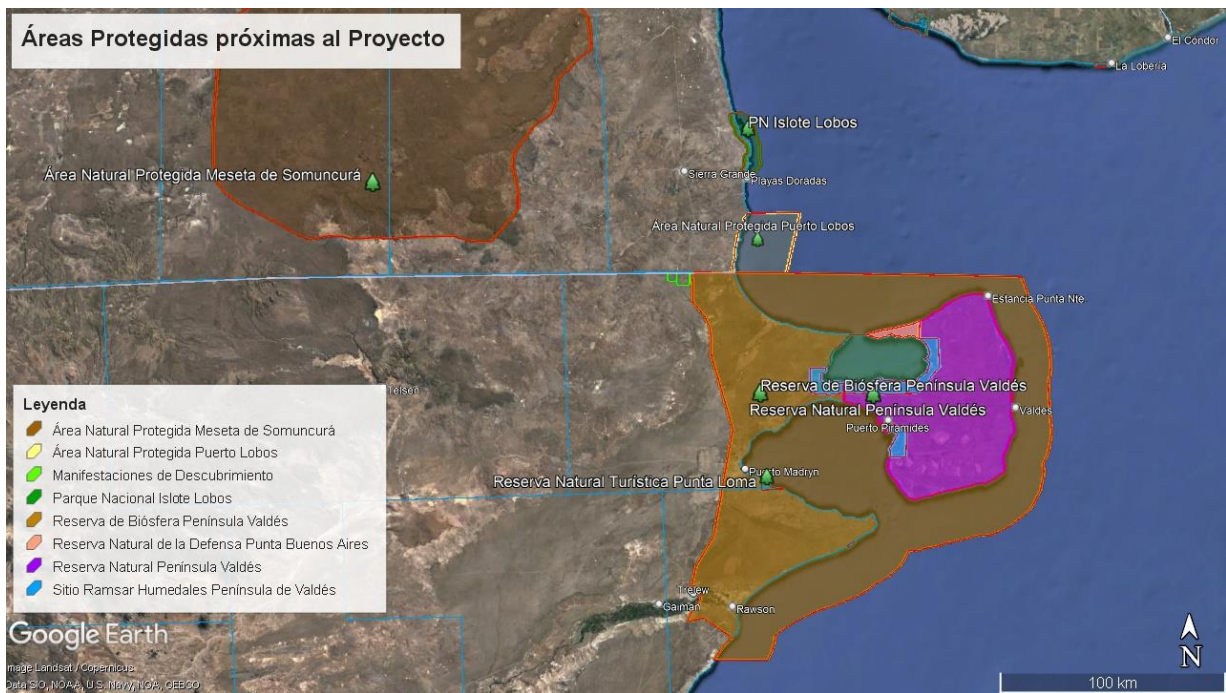 Áreas Protegidas próximas al Proyecto
El Cóndor
La Lobería
PN Islote Lobos
Sierra Grande
Playas Doradas
Área Natural Protegida Meseta de Somuncurá
Área Natural Protegida Puerto Lobos
Estancia Punta Nte
Telsen
Reserva de Biósfera Península Valdés
Reserva Natural Península Valdés
Valdés
Puerto Pirámides
Puerto Madryn
Reserva Natural Turística Punta Loma
Trelew
Gaiman
Rawson
Leyenda
Área Natural Protegida Meseta de Somuncurá
Área Natural Protegida Puerto Lobos
Manifestaciones de Descubrimiento
Parque Nacional Islote Lobos
Reserva de Biósfera Península Valdés
Reserva Natural de la Defensa Punta Buenos Aires
Reserva Natural Península Valdés
Sitio Ramsar Humedales Península de Valdés
Google Earth
Image Landsat / Copernicus
Data SIO, NOAA, U.S. Navy, NGA, GEBCO
N
100 km